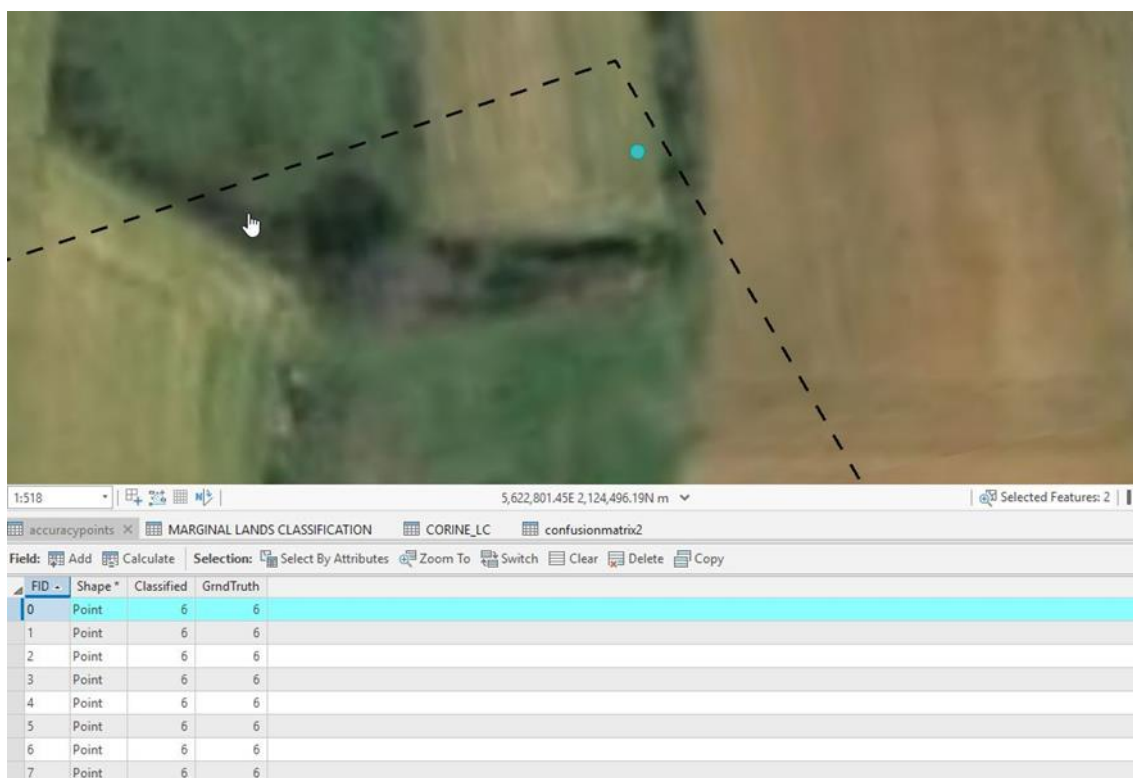 1:518 5,622,801.45E 2,124,496.19N m Selected Features: 2
accuracypoints MARGINAL LANDS CLASSIFICATION CORINE_LC confusionmatrix2
Field: Add Calculate Selection: Select By Attributes Zoom To Switch Clear Delete Copy
FID Shape* Classified GrndTruth
0 Point 6 6
1 Point 6 6
2 Point 6 6
3 Point 6 6
4 Point 6 6
5 Point 6 6
6 Point 6 6
7 Point 6 6